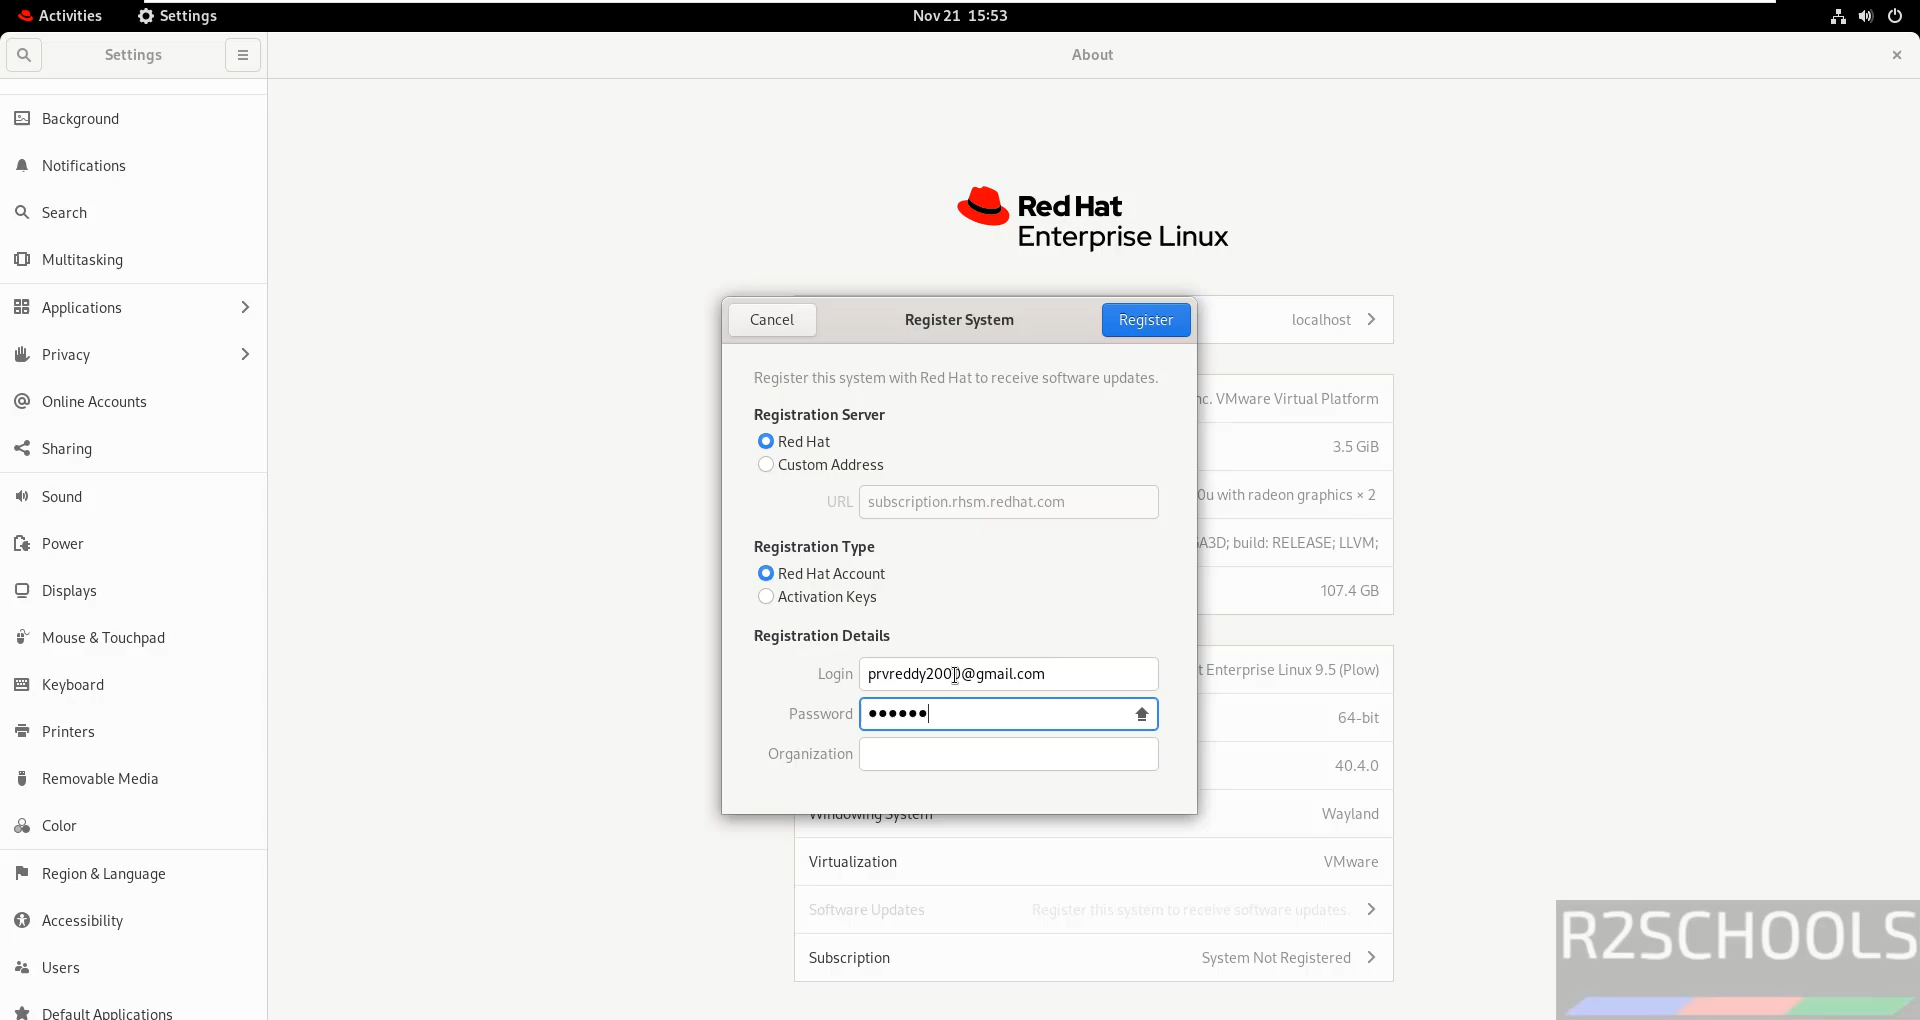 Activities
Settings
Nov 21 15:53
Settings
About
Background
Notifications
Search
Multitasking
Applications
Privacy
Online Accounts
Sharing
Sound
Power
Displays
Mouse & Touchpad
Keyboard
Printers
Removable Media
Color
Region & Language
Accessibility
Users
Default Applications
Red Hat
Enterprise Linux
Cancel
Register System
Register
Register this system with Red Hat to receive software updates.
Registration Server
Red Hat
Custom Address
URL subscription.rhsm.redhat.com
Registration Type
Red Hat Account
Activation Keys
Registration Details
Login prvreddy2000@gmail.com
Password ●●●●●●
Organization
localhost
VMware Virtual Platform
3.5 GiB
with radeon graphics × 2
build: RELEASE; LLVM;
107.4 GB
Enterprise Linux 9.5 (Plow)
64-bit
40.4.0
Windowing System Wayland
Virtualization VMware
Software Updates Register this system to receive software updates.
Subscription System Not Registered
R2SCHOOLS